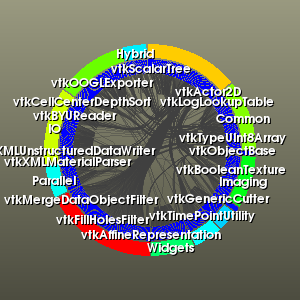 Hybrid
vtkScalarTree
vtkOOGLExporter
vtkActor2D
vtkCellCenterDepthSort
vtkLogLookupTable
vtkBYUReader
Common
IO
vtkTypeUInt8Array
XMLUnstructuredDataWriter
vtkObjectBase
vtkXMLMaterialParser
vtkBooleanTexture
Parallel
Imaging
vtkMergeDataObjectFilter
vtkGenericCutter
vtkFillHolesFilter
vtkTimePointUtility
vtkAffineRepresentation
Widgets